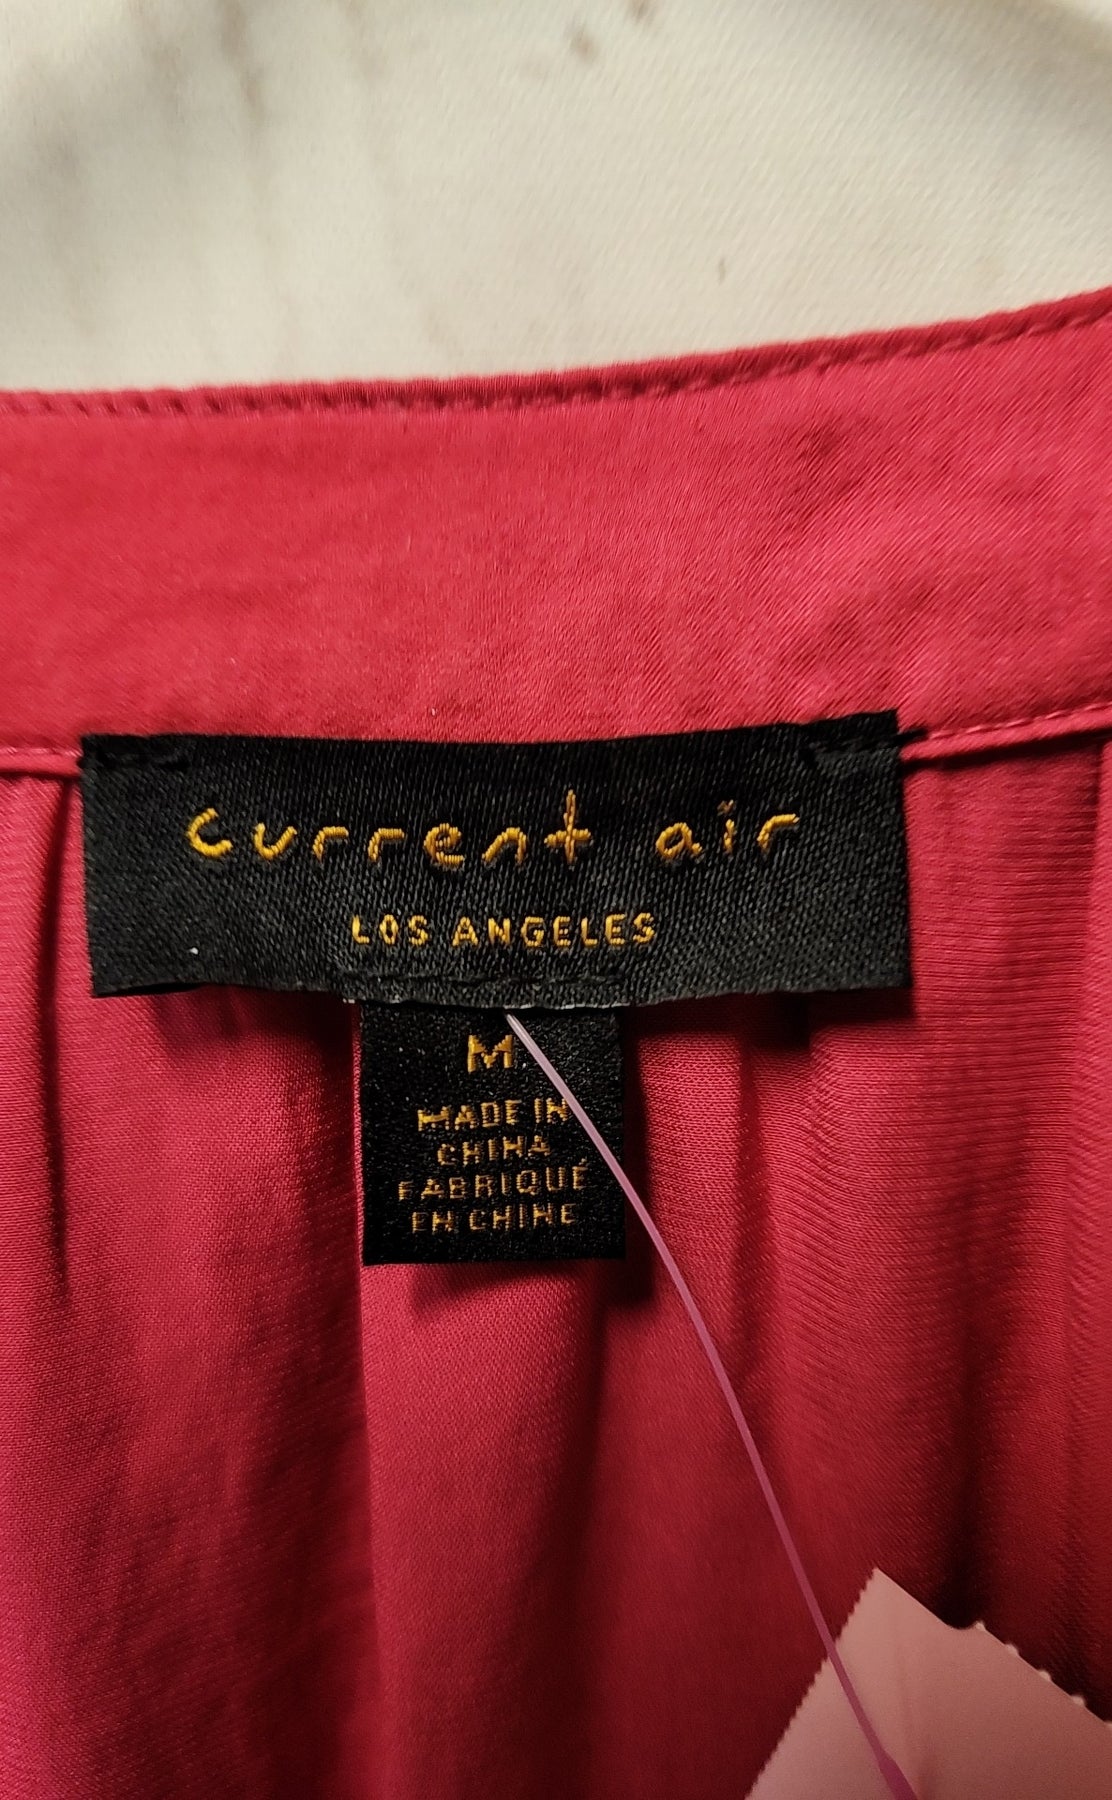 current air
LOS ANGELES
M
MADE IN
CHINA
FABRIQUÉ
EN CHINE